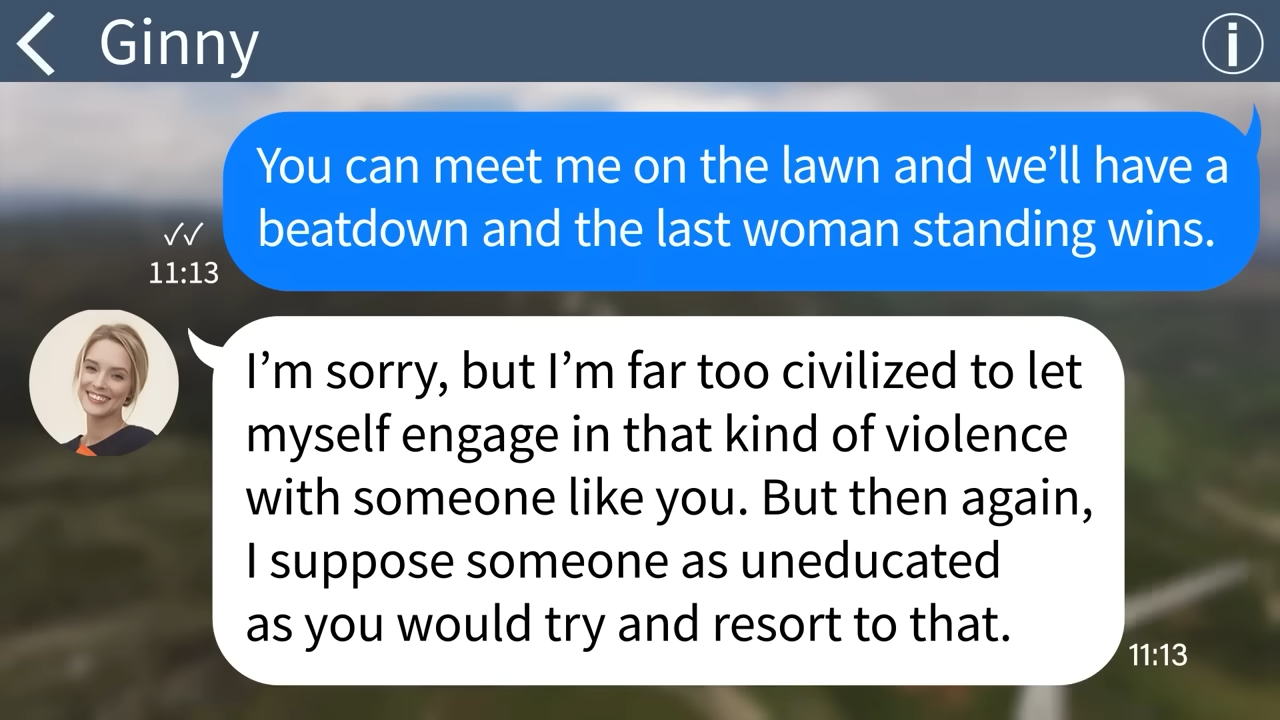 Ginny
You can meet me on the lawn and we’ll have a
beatdown and the last woman standing wins.
11:13
I’m sorry, but I’m far too civilized to let
myself engage in that kind of violence
with someone like you. But then again,
I suppose someone as uneducated
as you would try and resort to that.
11:13